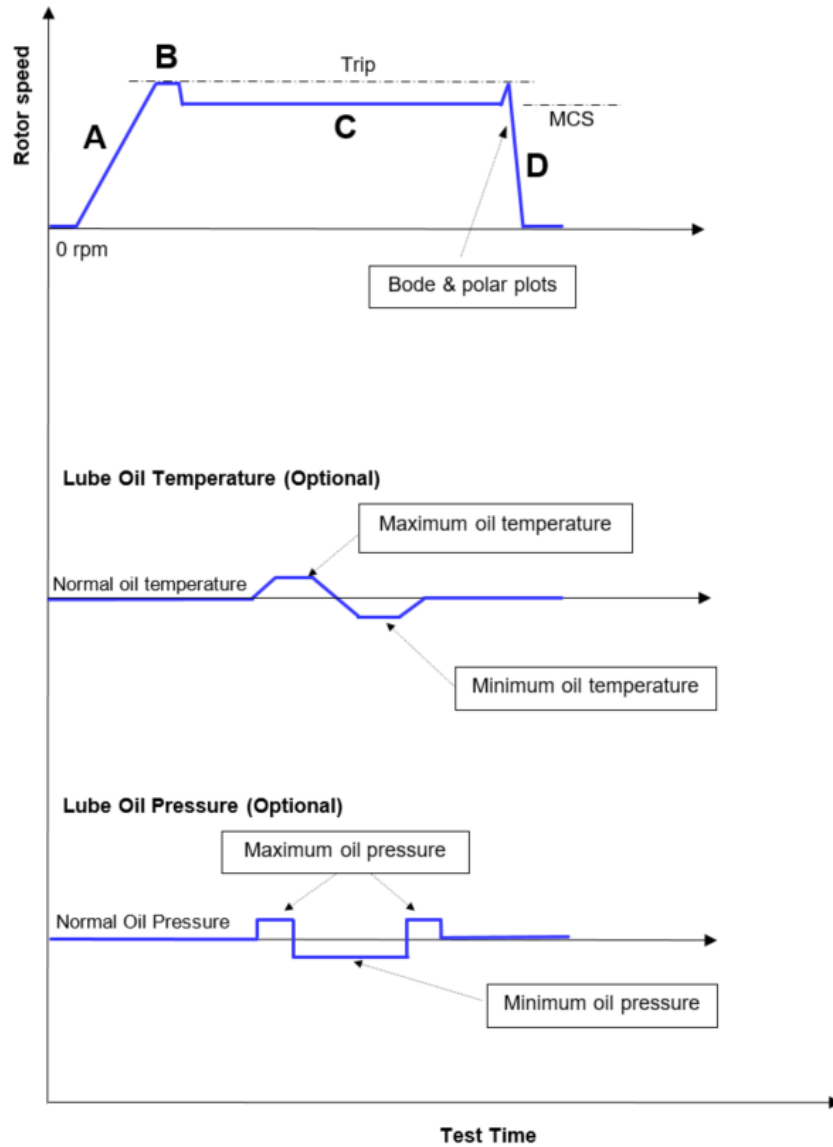 Rotor speed
B
Trip
A
C
MCS
D
0 rpm
Bode & polar plots
Lube Oil Temperature (Optional)
Maximum oil temperature
Normal oil temperature
Minimum oil temperature
Lube Oil Pressure (Optional)
Maximum oil pressure
Normal Oil Pressure
Minimum oil pressure
Test Time